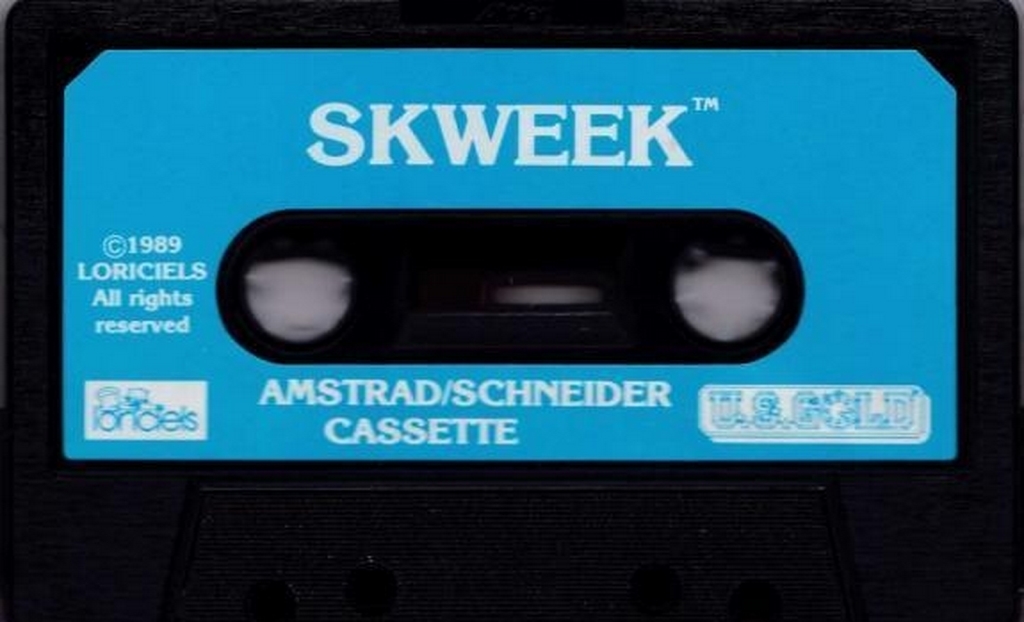 SKWEEK™
©1989
LORICIELS
All rights
reserved
loriciels
AMSTRAD/SCHNEIDER
CASSETTE
U.S.GOLD